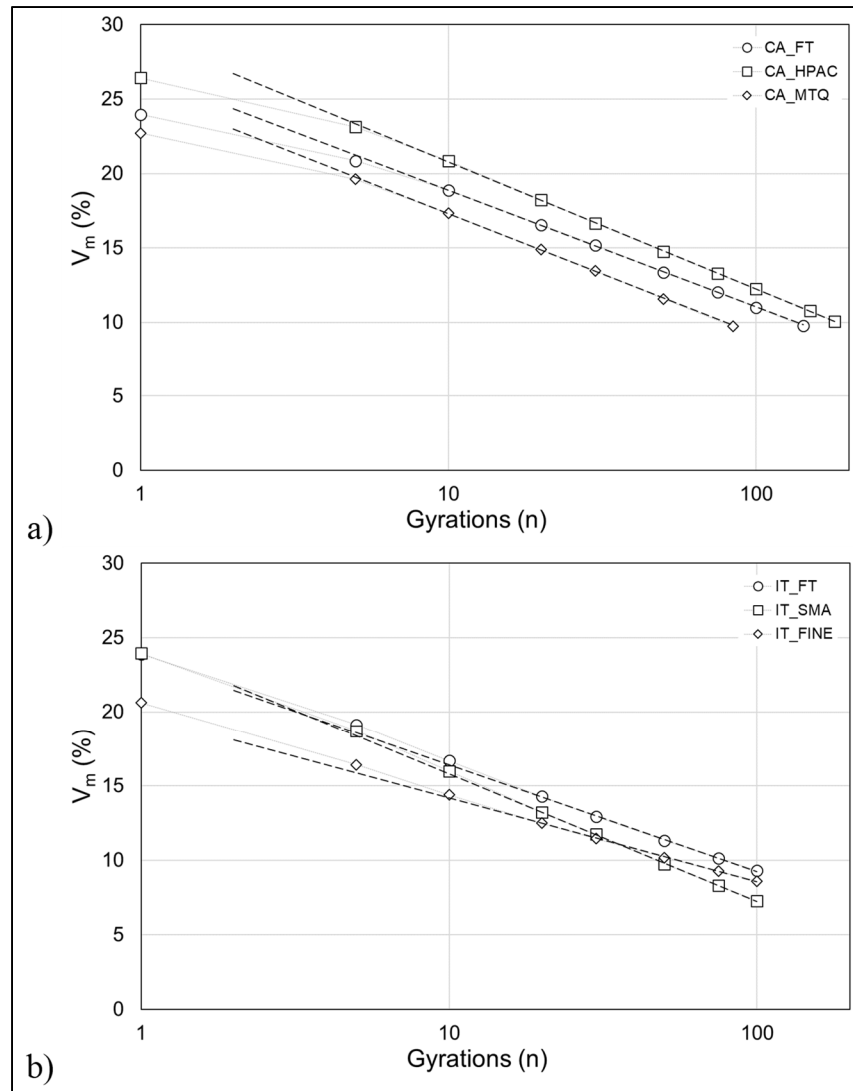 30
25
20
15
10
5
0
V_m (%)
CA_FT
CA_HPAC
CA_MTQ
1
10
100
Gyrations (n)
a)
30
25
20
15
10
5
0
V_m (%)
IT_FT
IT_SMA
IT_FINE
1
10
100
Gyrations (n)
b)